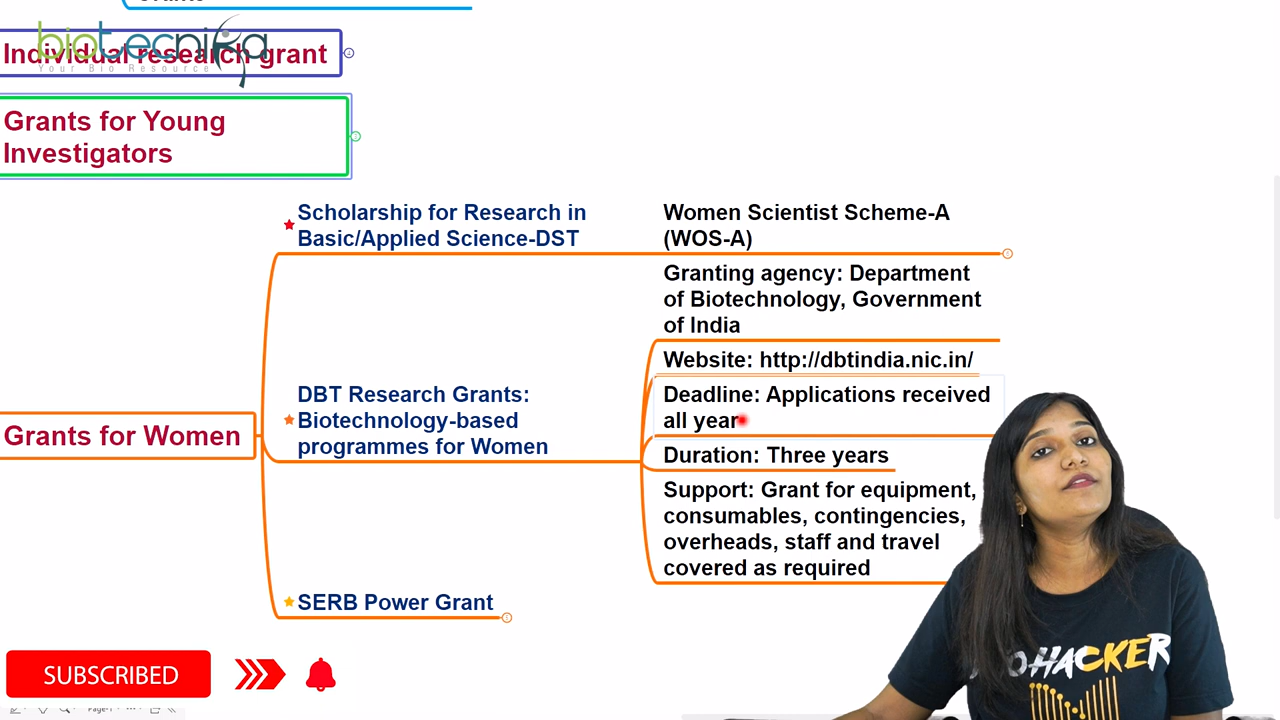 biotecnika
Your Bio Resource
Individual research grant
Grants for Young
Investigators
Scholarship for Research in
Basic/Applied Science-DST
Women Scientist Scheme-A
(WOS-A)
Granting agency: Department
of Biotechnology, Government
of India
Website: http://dbtindia.nic.in/
DBT Research Grants:
Biotechnology-based
programmes for Women
Deadline: Applications received
all year
Grants for Women
Duration: Three years
Support: Grant for equipment,
consumables, contingencies,
overheads, staff and travel
covered as required
SERB Power Grant
SUBSCRIBED
Page-1